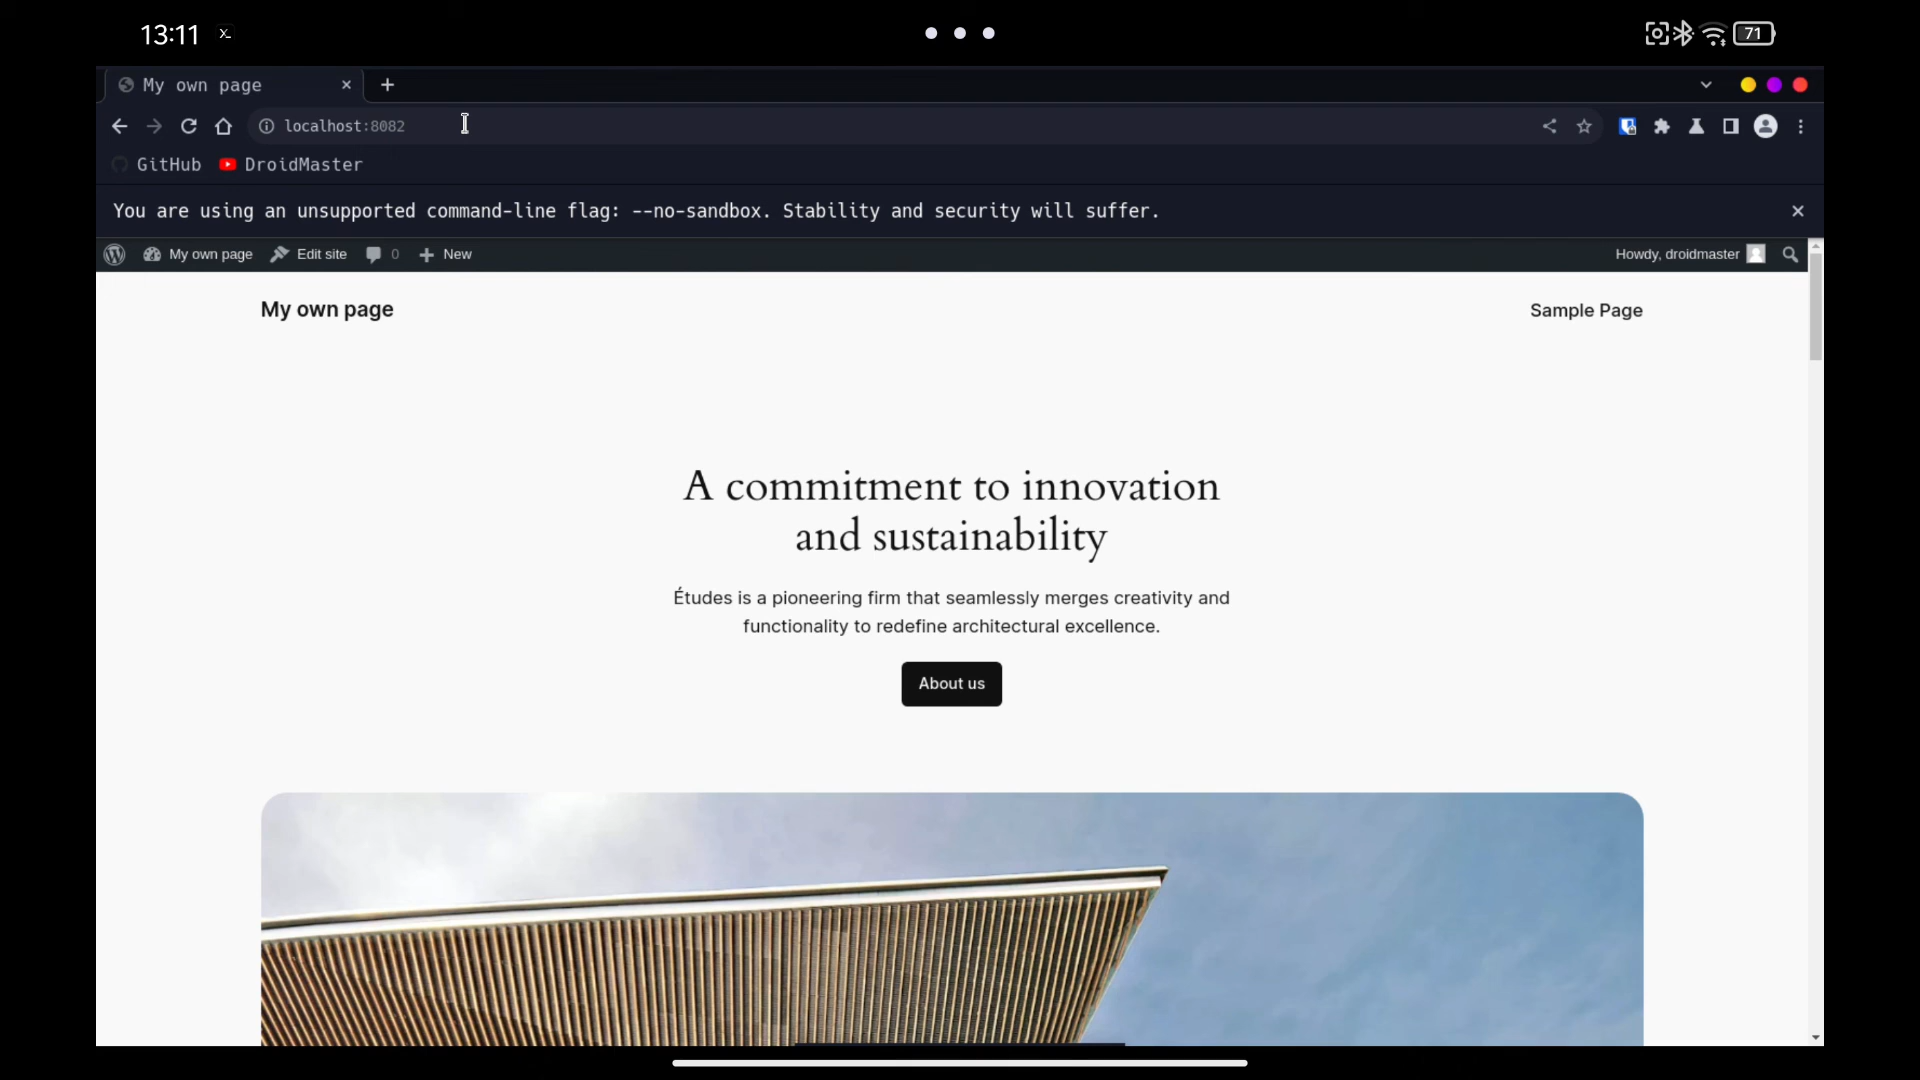 13:11
71
My own page
localhost:8082
GitHub DroidMaster
You are using an unsupported command-line flag: --no-sandbox. Stability and security will suffer.
My own page Edit site 0 New Howdy, droidmaster
My own page Sample Page
A commitment to innovation
and sustainability
Études is a pioneering firm that seamlessly merges creativity and
functionality to redefine architectural excellence.
About us